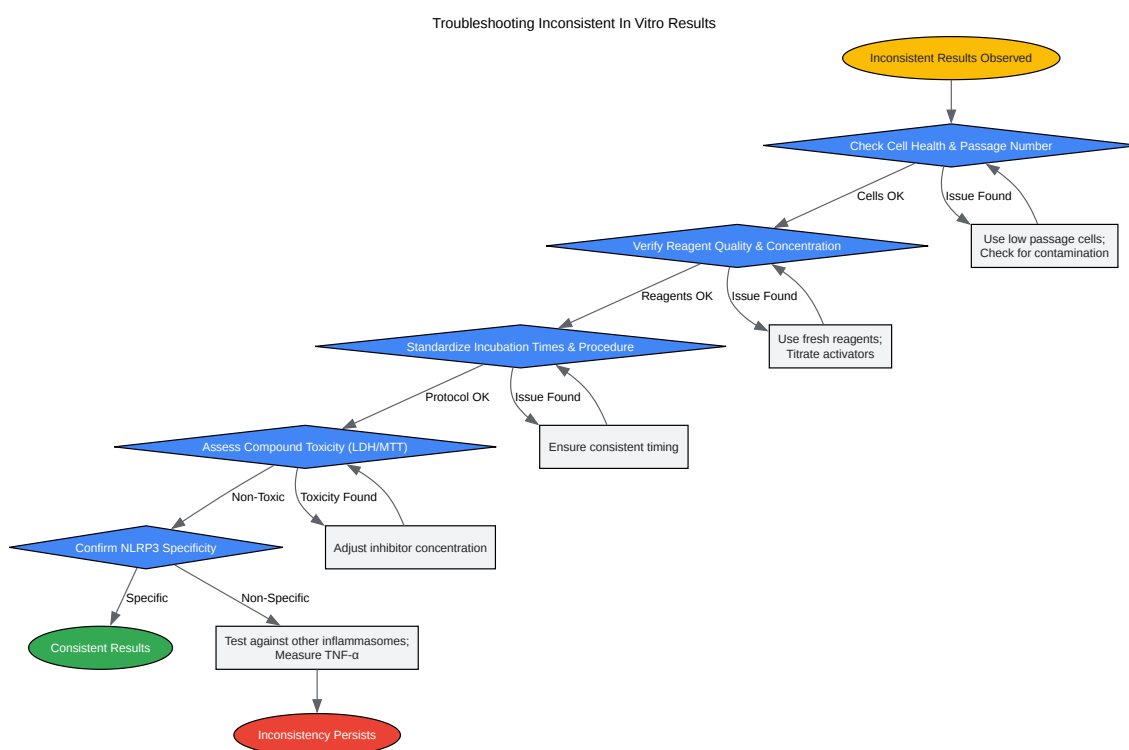 Troubleshooting Inconsistent In Vitro Results
Inconsistent Results Observed
Check Cell Health & Passage Number
Cells OK
Issue Found
Use low passage cells;
Check for contamination
Verify Reagent Quality & Concentration
Reagents OK
Issue Found
Use fresh reagents;
Titrate activators
Standardize Incubation Times & Procedure
Protocol OK
Issue Found
Ensure consistent timing
Assess Compound Toxicity (LDH/MTT)
Non-Toxic
Toxicity Found
Adjust inhibitor concentration
Confirm NLRP3 Specificity
Specific
Non-Specific
Consistent Results
Test against other inflammasomes;
Measure TNF-α
Inconsistency Persists